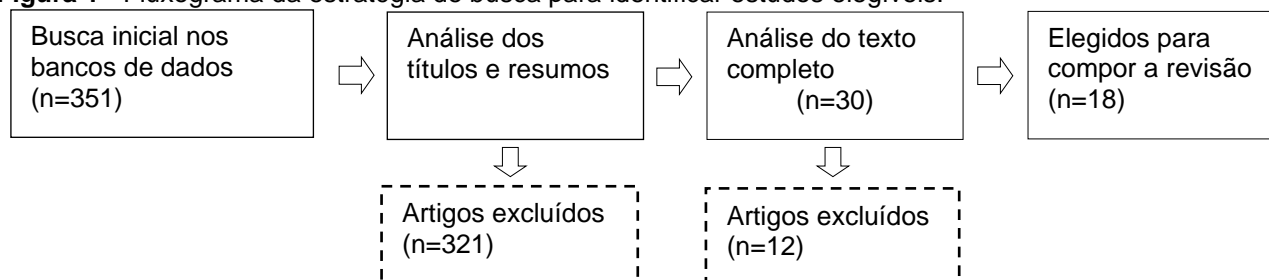 Busca inicial nos
bancos de dados
(n=351)
Análise dos
títulos e resumos
Análise do texto
completo
(n=30)
Elegidos para
compor a revisão
(n=18)
Artigos excluídos
(n=321)
Artigos excluídos
(n=12)